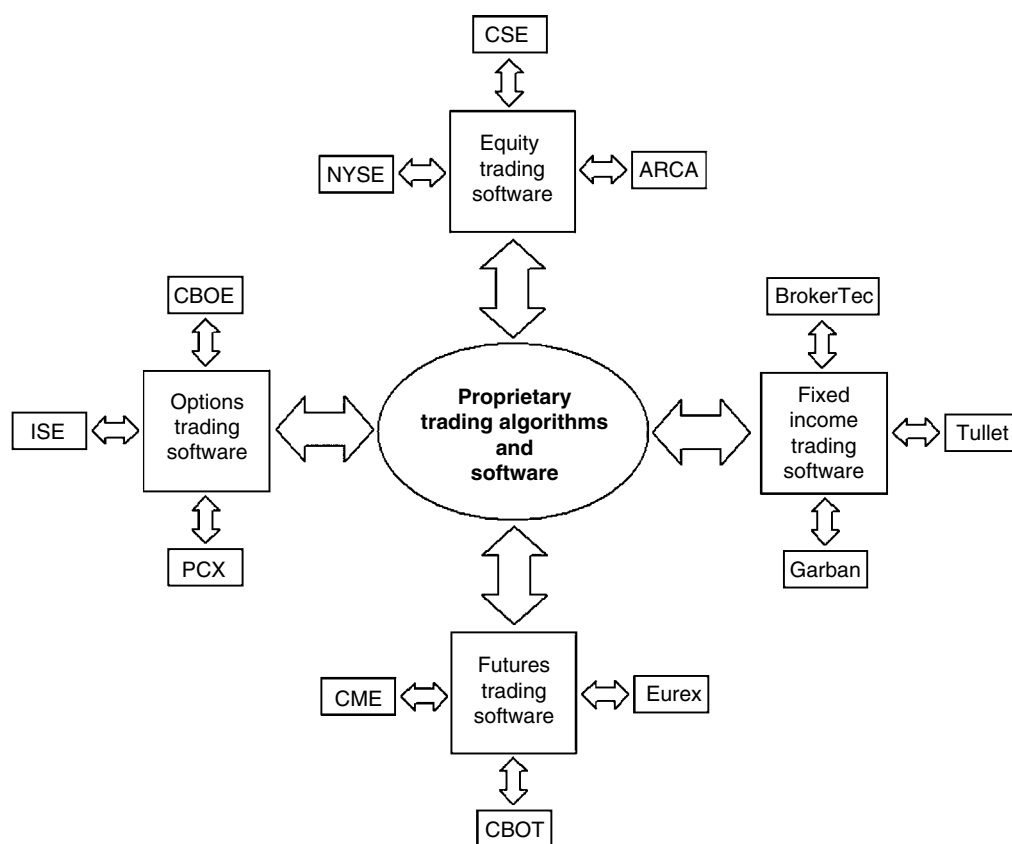 CSE
Equity
trading
software
NYSE
ARCA
CBOE
BrokerTec
Options
trading
software
ISE
PCX
Proprietary
trading algorithms
and
software
Fixed
income
trading
software
Tullet
Garban
Futures
trading
software
CME
Eurex
CBOT